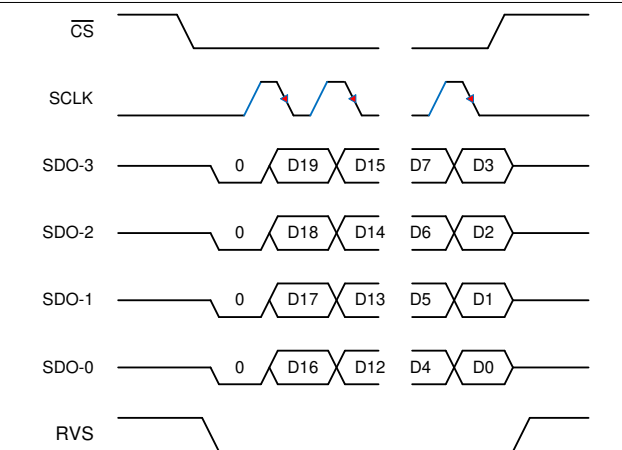 C̅S̅
SCLK
SDO-3 0 D19 D15 D7 D3
SDO-2 0 D18 D14 D6 D2
SDO-1 0 D17 D13 D5 D1
SDO-0 0 D16 D12 D4 D0
RVS